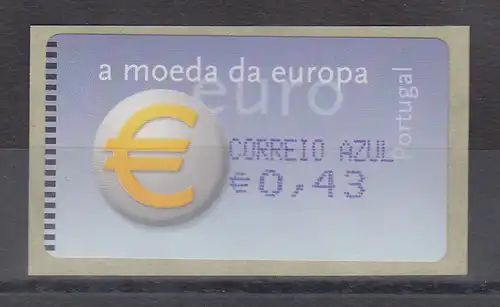 a moeda da europa
euro
Portugal
CORREIO AZUL
€0,43
€